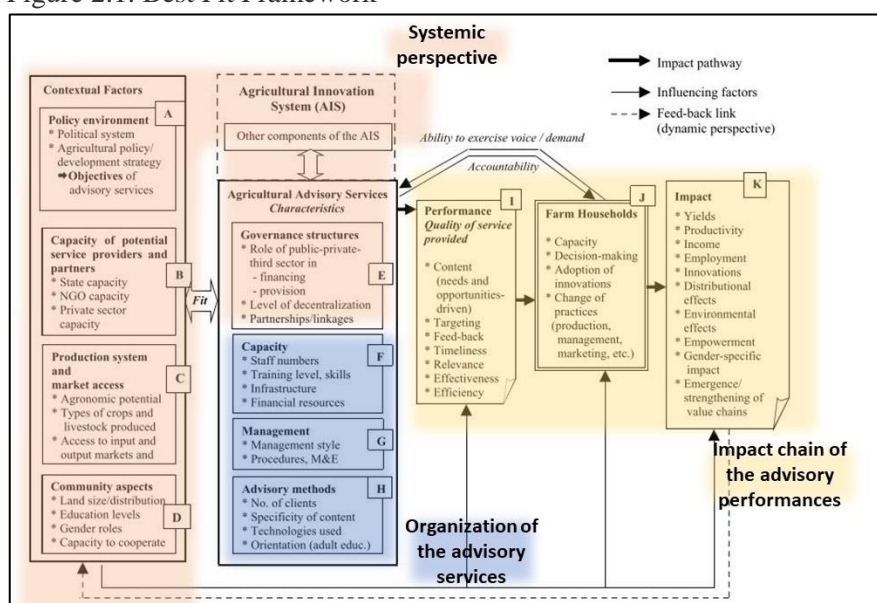 Figure 2.1. Best Fit Framework
Systemic
perspective
Impact pathway
Influencing factors
Feed-back link
(dynamic perspective)
Contextual Factors
A
Policy environment
* Political system
* Agricultural policy/
development strategy
➡Objectives of
advisory services
Capacity of potential
service providers and
partners
B
* State capacity
* NGO capacity
* Private sector
capacity
Production system
and
market access
C
* Agronomic potential
* Types of crops and
livestock produced
* Access to input and
output markets and
Community aspects
* Land size/distribution
* Education levels
D
* Gender roles
* Capacity to cooperate
Fit
Agricultural Innovation
System (AIS)
Other components of the AIS
Agricultural Advisory Services
Characteristics
Governance structures
* Role of public-private-
third sector in
- financing
- provision
E
* Level of decentralization
* Partnerships/linkages
Capacity
F
* Staff numbers
* Training level, skills
* Infrastructure
* Financial resources
Management
G
* Management style
* Procedures, M&E
Advisory methods
H
* No. of clients
* Specificity of content
* Technologies used
* Orientation (adult educ.)
Ability to exercise voice / demand
Accountability
I
Performance
Quality of service
provided
* Content
(needs and
opportunities-
driven)
* Targeting
* Feed-back
* Timeliness
* Relevance
* Effectiveness
* Efficiency
J
Farm Households
* Capacity
* Decision-making
* Adoption of
innovations
* Change of
practices
(production,
management,
marketing, etc.)
K
Impact
* Yields
* Productivity
* Income
* Employment
* Innovations
* Distributional
effects
* Environmental
effects
* Empowerment
* Gender-specific
impact
* Emergence/
strengthening of
value chains
Impact chain of
the advisory
performances
Organization of
the advisory
services